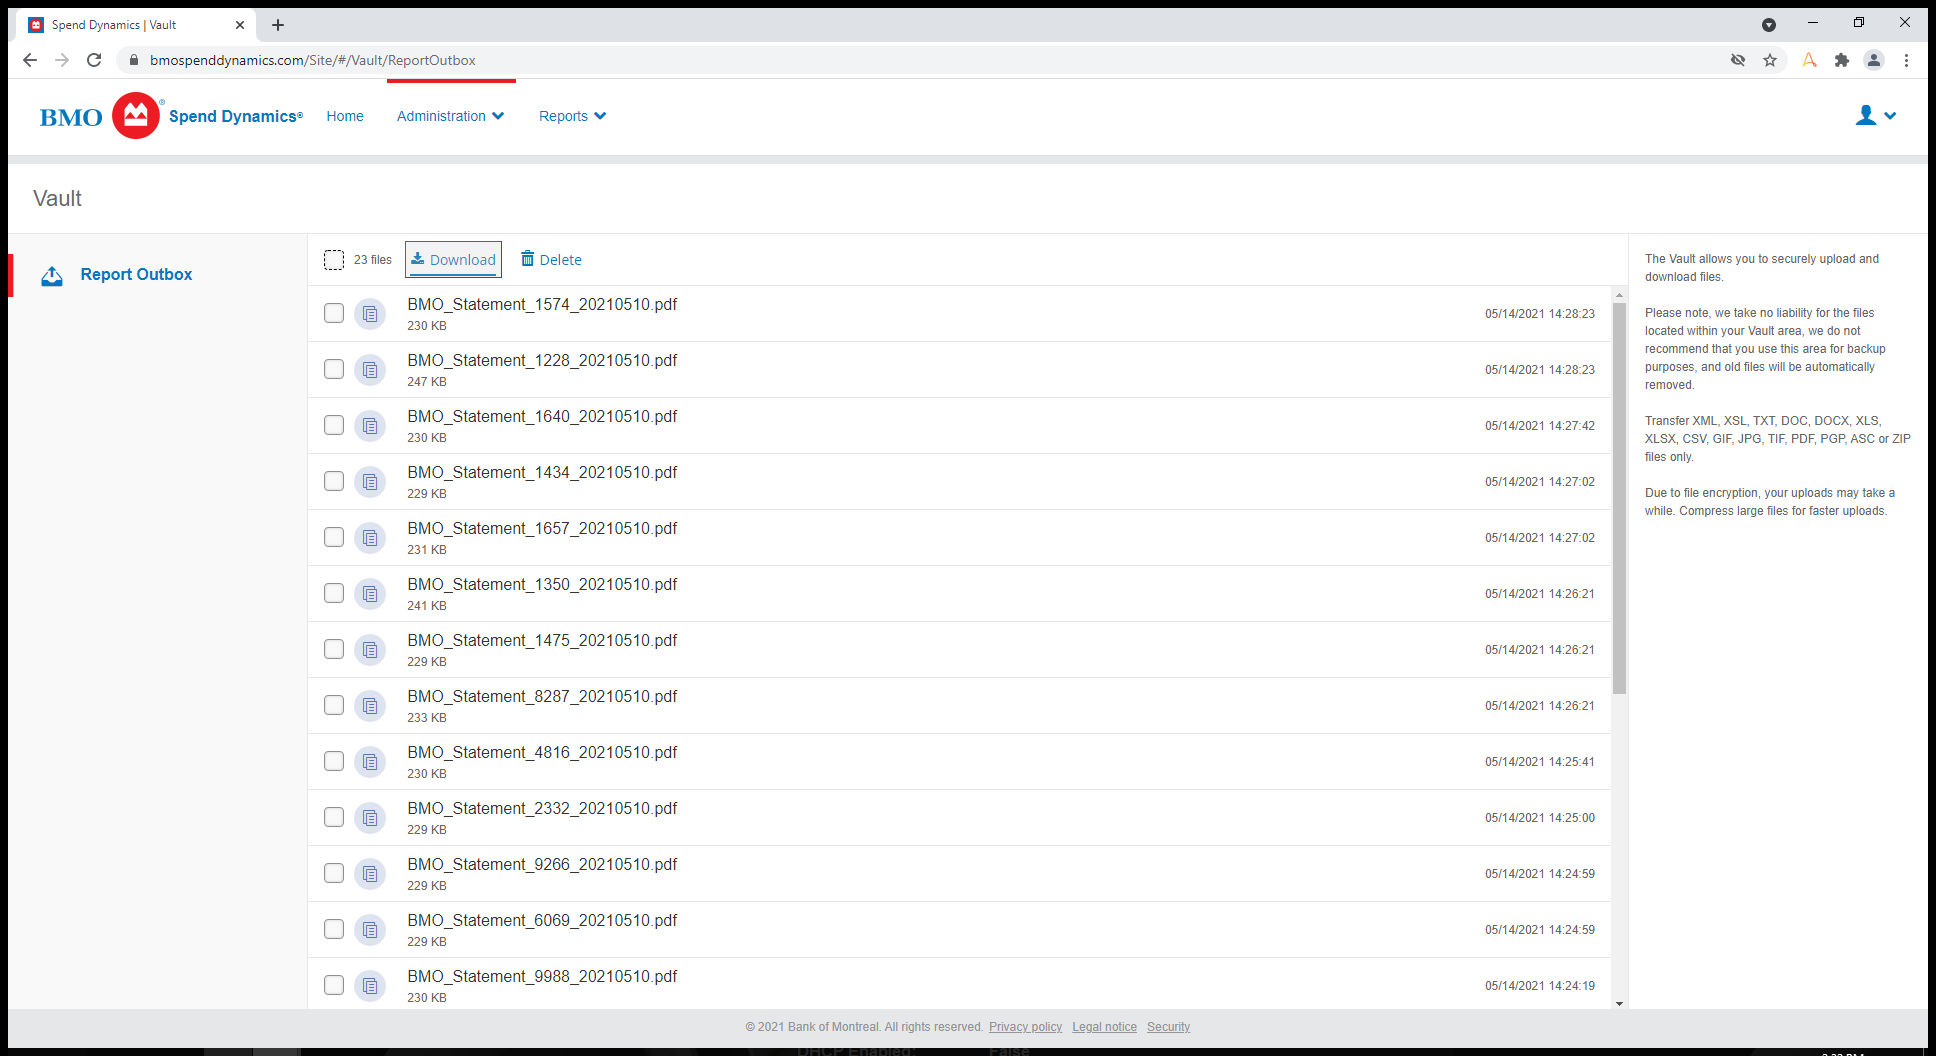 Spend Dynamics | Vault
bmospenddynamics.com/Site/#/Vault/ReportOutbox
BMO ® Spend Dynamics® Home Administration Reports
Vault
Report Outbox
23 files Download Delete
BMO_Statement_1574_20210510.pdf
230 KB
05/14/2021 14:28:23
BMO_Statement_1228_20210510.pdf
247 KB
05/14/2021 14:28:23
BMO_Statement_1640_20210510.pdf
230 KB
05/14/2021 14:27:42
BMO_Statement_1434_20210510.pdf
229 KB
05/14/2021 14:27:02
BMO_Statement_1657_20210510.pdf
231 KB
05/14/2021 14:27:02
BMO_Statement_1350_20210510.pdf
241 KB
05/14/2021 14:26:21
BMO_Statement_1475_20210510.pdf
229 KB
05/14/2021 14:26:21
BMO_Statement_8287_20210510.pdf
233 KB
05/14/2021 14:26:21
BMO_Statement_4816_20210510.pdf
230 KB
05/14/2021 14:25:41
BMO_Statement_2332_20210510.pdf
229 KB
05/14/2021 14:25:00
BMO_Statement_9266_20210510.pdf
229 KB
05/14/2021 14:24:59
BMO_Statement_6069_20210510.pdf
229 KB
05/14/2021 14:24:59
BMO_Statement_9988_20210510.pdf
230 KB
05/14/2021 14:24:19
The Vault allows you to securely upload and
download files.
Please note, we take no liability for the files
located within your Vault area, we do not
recommend that you use this area for backup
purposes, and old files will be automatically
removed.
Transfer XML, XSL, TXT, DOC, DOCX, XLS,
XLSX, CSV, GIF, JPG, TIF, PDF, PGP, ASC or ZIP
files only.
Due to file encryption, your uploads may take a
while. Compress large files for faster uploads.
© 2021 Bank of Montreal. All rights reserved. Privacy policy Legal notice Security
DHCP Enabled: False